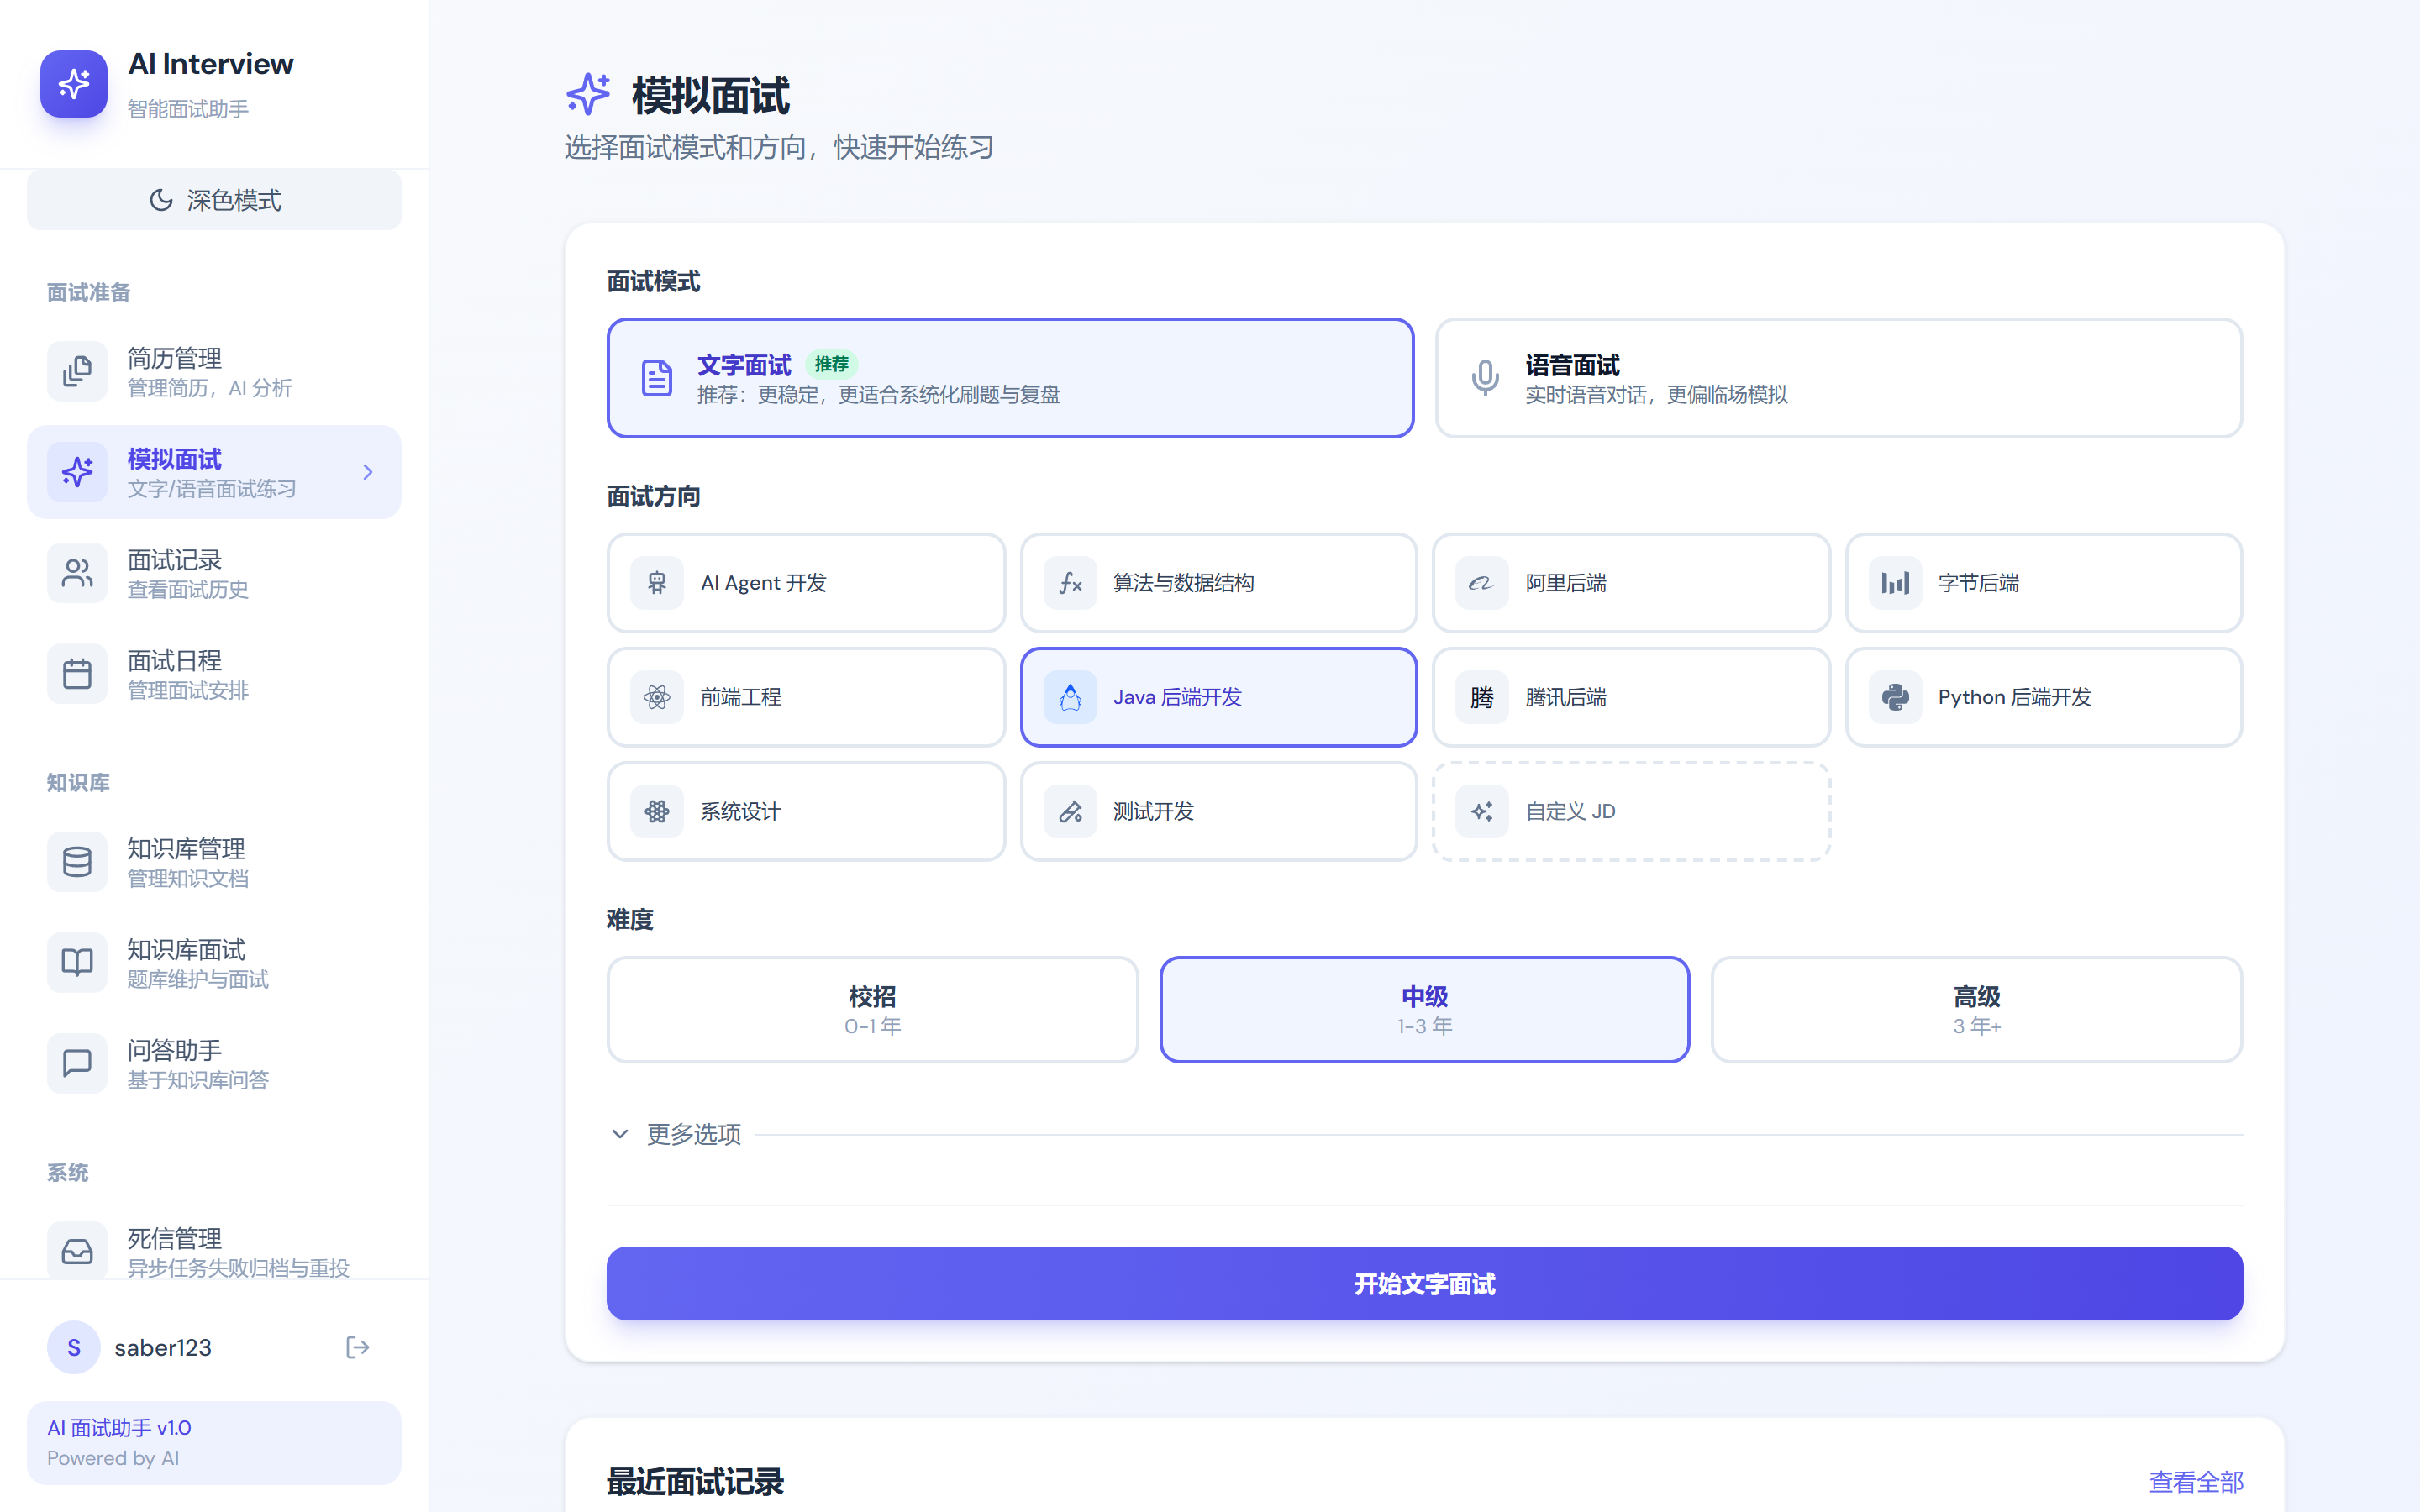 AI Interview
智能面试助手
深色模式
面试准备
简历管理
管理简历，AI 分析
模拟面试
文字/语音面试练习
面试记录
查看面试历史
面试日程
管理面试安排
知识库
知识库管理
管理知识文档
知识库面试
题库维护与面试
问答助手
基于知识库问答
系统
死信管理
异步任务失败归档与重投
S
saber123
AI 面试助手 v1.0
Powered by AI
模拟面试
选择面试模式和方向，快速开始练习
面试模式
文字面试 推荐
推荐：更稳定，更适合系统化刷题与复盘
语音面试
实时语音对话，更偏临场模拟
面试方向
AI Agent 开发
算法与数据结构
阿里后端
字节后端
前端工程
Java 后端开发
腾 腾讯后端
Python 后端开发
系统设计
测试开发
自定义 JD
难度
校招
0-1 年
中级
1-3 年
高级
3 年+
更多选项
开始文字面试
最近面试记录
查看全部